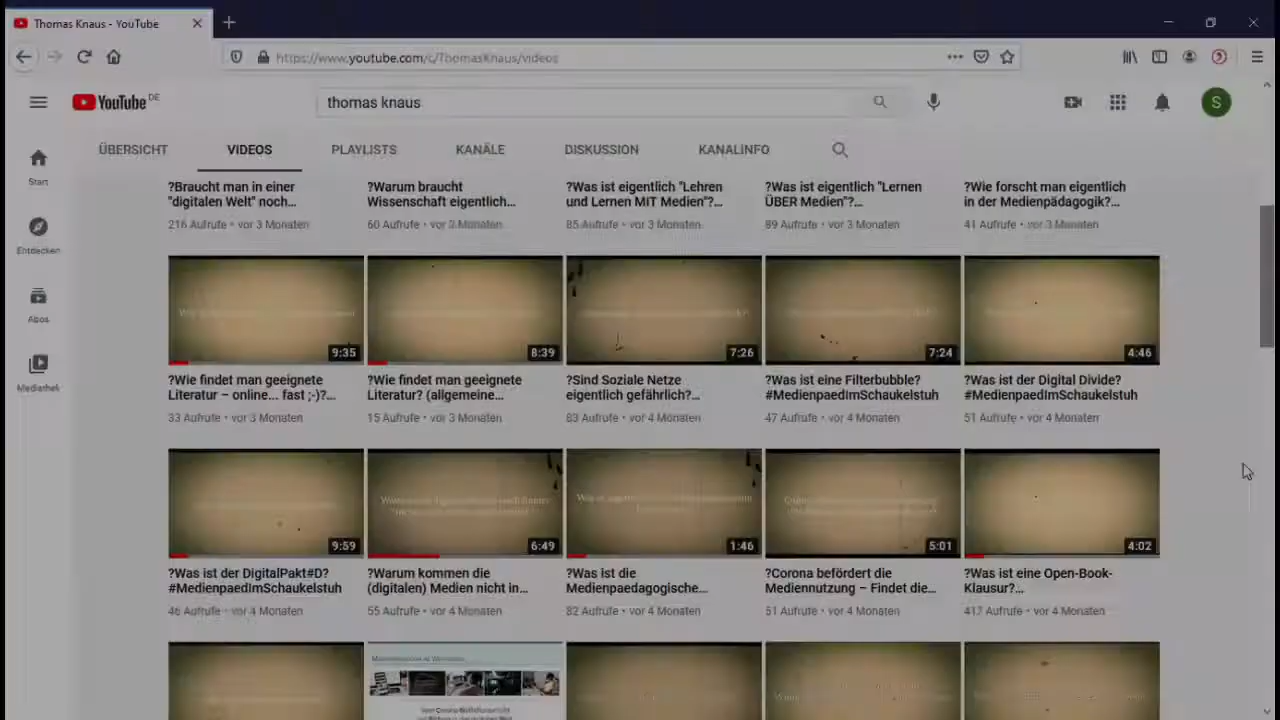 Thomas Knaus - YouTube
https://www.youtube.com/c/ThomasKnaus/videos
YouTube DE
thomas knaus
S
ÜBERSICHT VIDEOS PLAYLISTS KANÄLE DISKUSSION KANALINFO
Start
Entdecken
Abos
Mediathek
?Braucht man in einer
"digitalen Welt" noch...
216 Aufrufe • vor 3 Monaten
?Warum braucht
Wissenschaft eigentlich...
60 Aufrufe • vor 3 Monaten
?Was ist eigentlich "Lehren
und Lernen MIT Medien"?...
85 Aufrufe • vor 3 Monaten
?Was ist eigentlich "Lernen
ÜBER Medien"?...
89 Aufrufe • vor 3 Monaten
?Wie forscht man eigentlich
in der Medienpädagogik?...
41 Aufrufe • vor 3 Monaten
9:35
?Wie findet man geeignete
Literatur – online... fast ;-)?...
33 Aufrufe • vor 3 Monaten
8:39
?Wie findet man geeignete
Literatur? (allgemeine...
15 Aufrufe • vor 3 Monaten
7:26
?Sind Soziale Netze
eigentlich gefährlich?...
83 Aufrufe • vor 4 Monaten
7:24
?Was ist eine Filterbubble?
#MedienpaedImSchaukelstuh
47 Aufrufe • vor 4 Monaten
4:46
?Was ist der Digital Divide?
#MedienpaedImSchaukelstuh
51 Aufrufe • vor 4 Monaten
9:59
?Was ist der DigitalPakt#D?
#MedienpaedImSchaukelstuh
46 Aufrufe • vor 4 Monaten
6:49
?Warum kommen die
(digitalen) Medien nicht in...
55 Aufrufe • vor 4 Monaten
1:46
?Was ist die
Medienpaedagogische...
82 Aufrufe • vor 4 Monaten
5:01
?Corona befördert die
Mediennutzung – Findet die...
51 Aufrufe • vor 4 Monaten
4:02
?Was ist eine Open-Book-
Klausur?...
417 Aufrufe • vor 4 Monaten